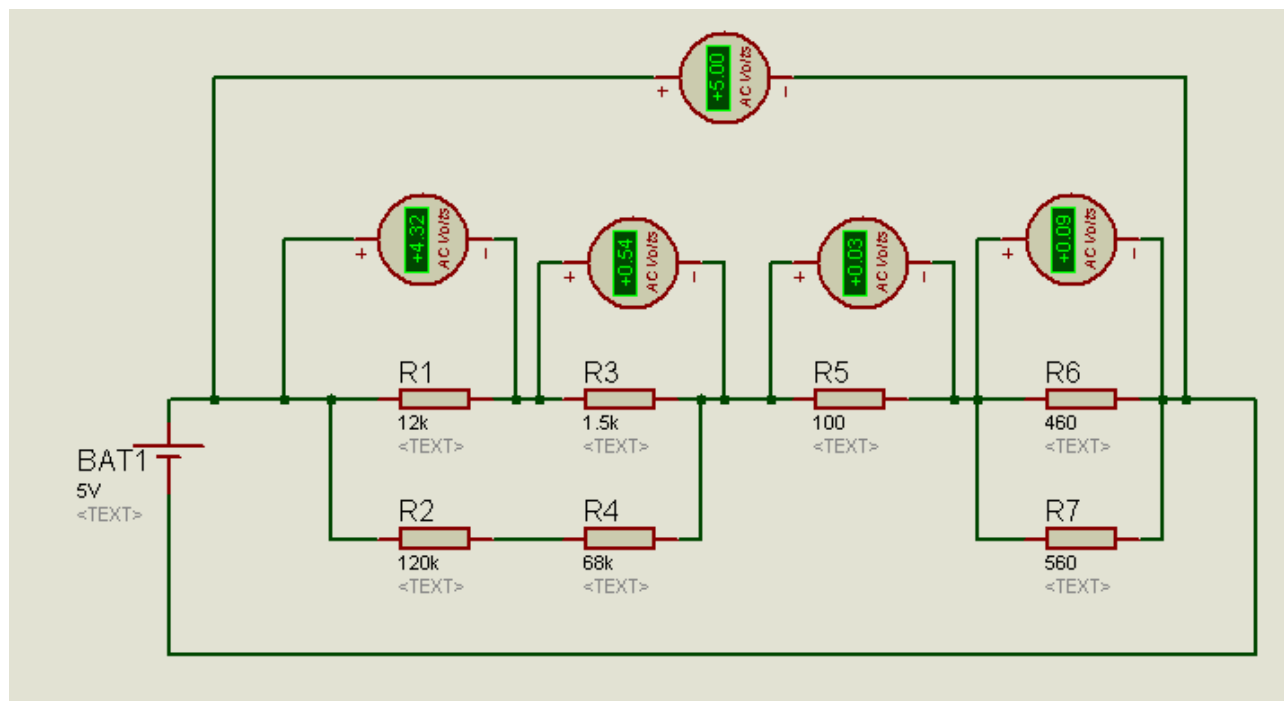 +5.00
AC Volts
+ -
+4.32
AC Volts
+ -
+0.54
AC Volts
+ -
+0.03
AC Volts
+ -
+0.09
AC Volts
+ -
R1
12k
<TEXT>
R3
1.5k
<TEXT>
R5
100
<TEXT>
R6
460
<TEXT>
BAT1
5V
<TEXT>
R2
120k
<TEXT>
R4
68k
<TEXT>
R7
560
<TEXT>